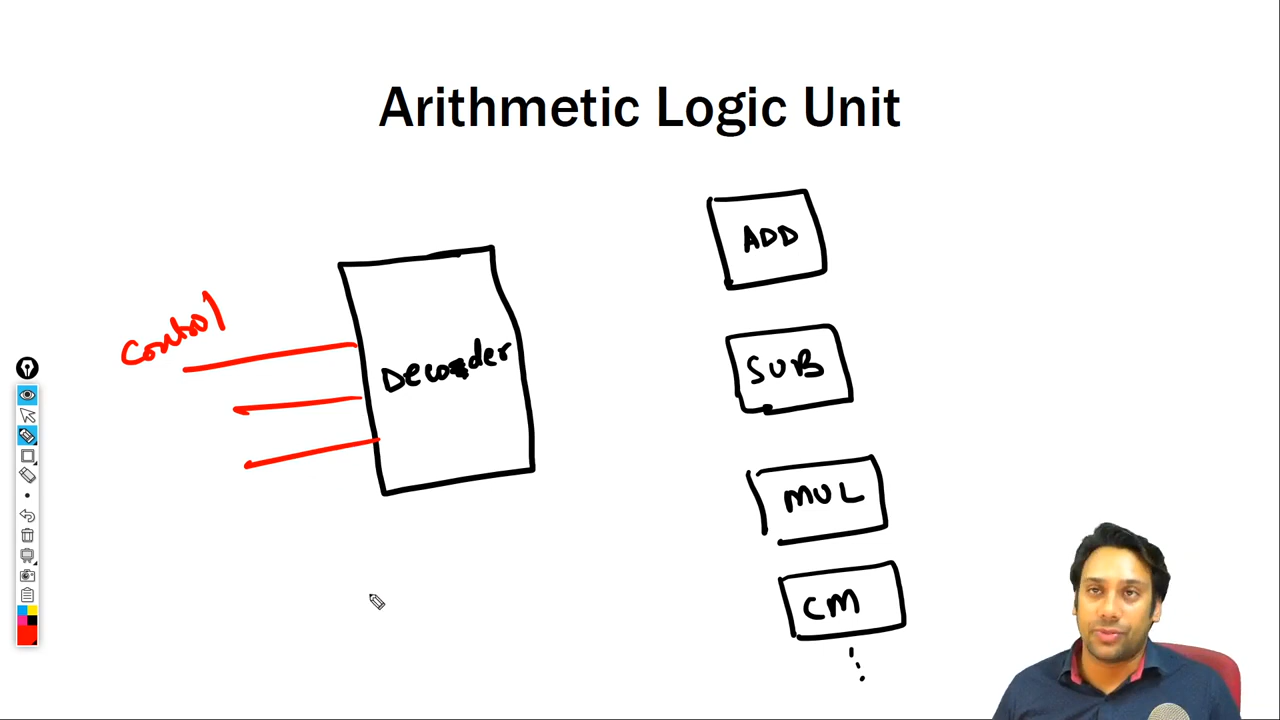 Arithmetic Logic Unit
ADD
control
Decoder
SUB
MUL
CM